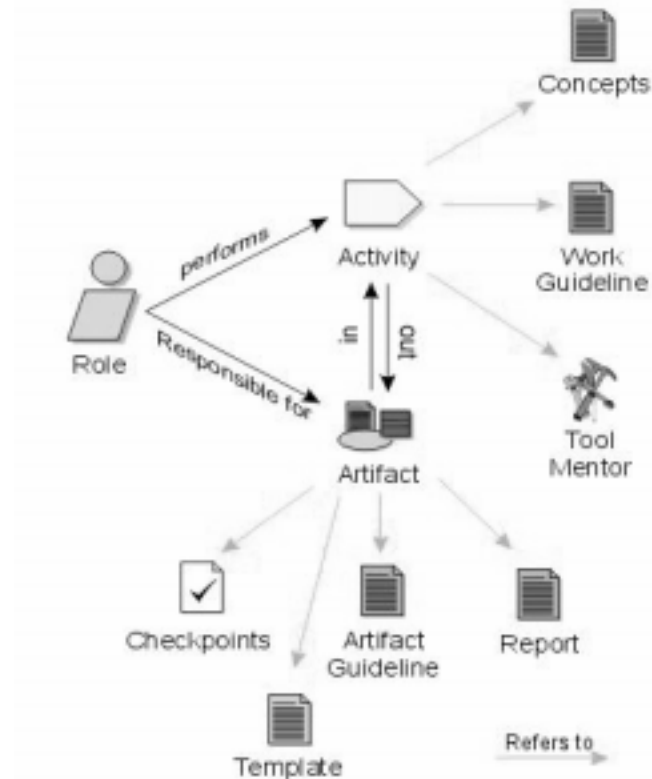 Concepts
performs
Activity
Work
Guideline
Role
Responsible for
in
out
Tool
Mentor
Artifact
Checkpoints
Artifact
Guideline
Report
Template
Refers to